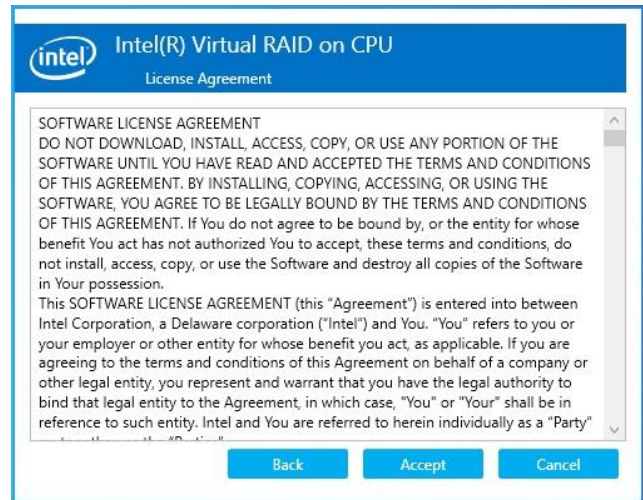 intel
Intel(R) Virtual RAID on CPU
License Agreement
SOFTWARE LICENSE AGREEMENT
DO NOT DOWNLOAD, INSTALL, ACCESS, COPY, OR USE ANY PORTION OF THE
SOFTWARE UNTIL YOU HAVE READ AND ACCEPTED THE TERMS AND CONDITIONS
OF THIS AGREEMENT. BY INSTALLING, COPYING, ACCESSING, OR USING THE
SOFTWARE, YOU AGREE TO BE LEGALLY BOUND BY THE TERMS AND CONDITIONS
OF THIS AGREEMENT. If You do not agree to be bound by, or the entity for whose
benefit You act has not authorized You to accept, these terms and conditions, do
not install, access, copy, or use the Software and destroy all copies of the Software
in Your possession.
This SOFTWARE LICENSE AGREEMENT (this “Agreement”) is entered into between
Intel Corporation, a Delaware corporation (“Intel”) and You. “You” refers to you or
your employer or other entity for whose benefit you act, as applicable. If you are
agreeing to the terms and conditions of this Agreement on behalf of a company or
other legal entity, you represent and warrant that you have the legal authority to
bind that legal entity to the Agreement, in which case, "You" or "Your" shall be in
reference to such entity. Intel and You are referred to herein individually as a “Party”
Back Accept Cancel